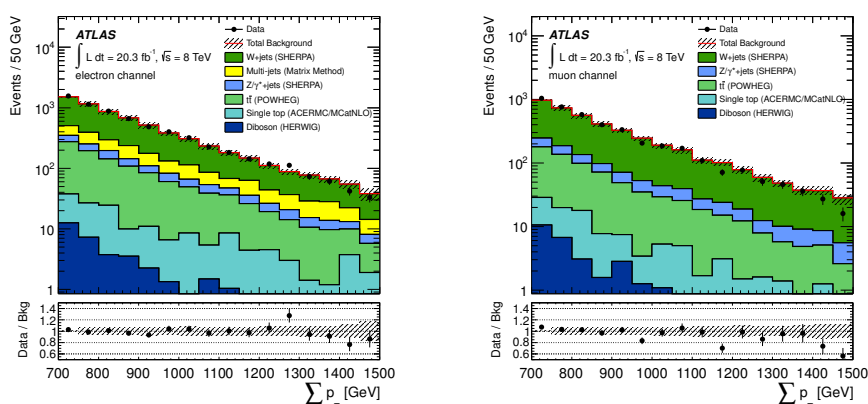 ATLAS
∫ L dt = 20.3 fb⁻¹, √s = 8 TeV
electron channel
Data
Total Background
W+jets (SHERPA)
Multi-jets (Matrix Method)
Z/γ*+jets (SHERPA)
tt̄ (POWHEG)
Single top (ACERMC/MCatNLO)
Diboson (HERWIG)
Events / 50 GeV
10⁴
10³
10²
10
1
Data / Bkg
1.4
1.2
1
0.8
0.6
700 800 900 1000 1100 1200 1300 1400 1500
∑ p [GeV]
ATLAS
∫ L dt = 20.3 fb⁻¹, √s = 8 TeV
muon channel
Data
Total Background
W+jets (SHERPA)
Z/γ*+jets (SHERPA)
tt̄ (POWHEG)
Single top (ACERMC/MCatNLO)
Diboson (HERWIG)
Events / 50 GeV
10⁴
10³
10²
10
1
Data / Bkg
1.4
1.2
1
0.8
0.6
700 800 900 1000 1100 1200 1300 1400 1500
∑ p [GeV]